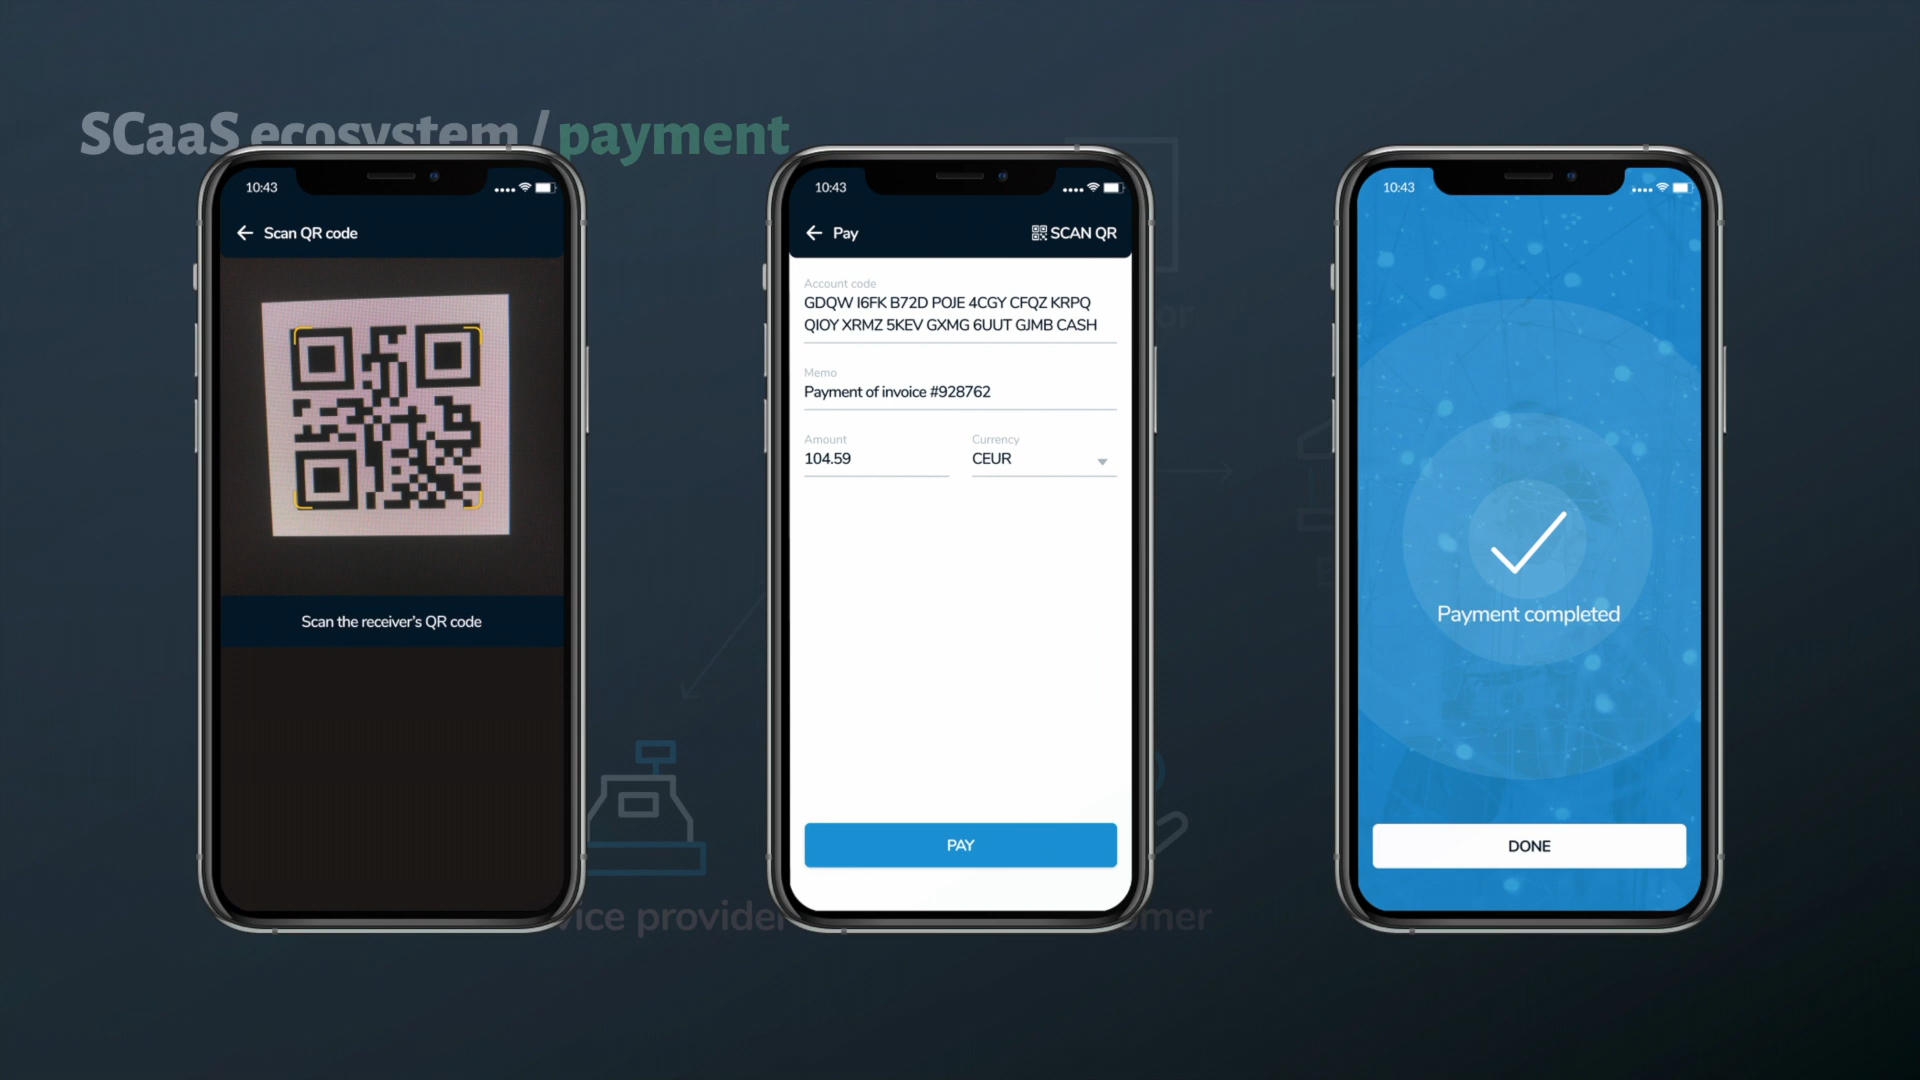 SCaaS ecosystem / payment
10:43
Scan QR code
Scan the receiver's QR code
10:43
Pay
SCAN QR
Account code
GDQW I6FK B72D POJE 4CGY CFQZ KRPQ
QIOY XRMZ 5KEV GXMG 6UUT GJMB CASH
Memo
Payment of invoice #928762
Amount
Currency
104.59
CEUR
PAY
10:43
Payment completed
DONE
provider